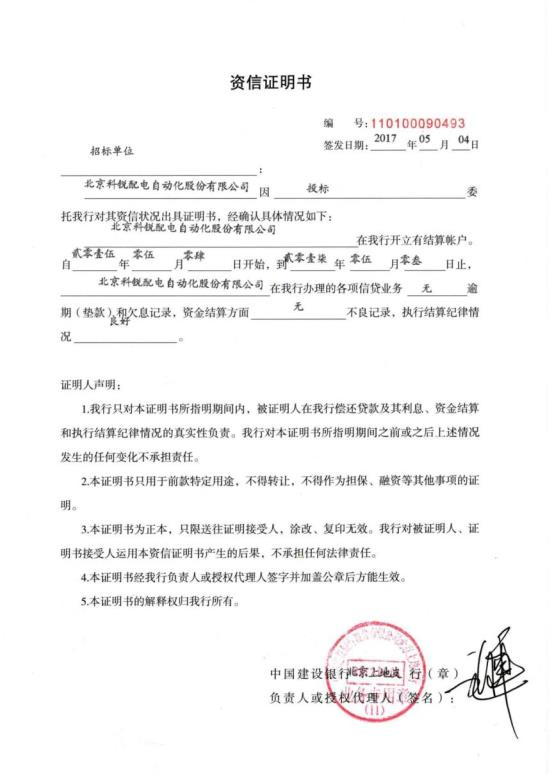 资信证明书
编 号:110100090493
签发日期: 2017 年 05 月 04 日
招标单位
:
北京科锐配电自动化股份有限公司 因 投标 委
托我行对其资信状况出具证明书，经确认具体情况如下：
北京科锐配电自动化股份有限公司 在我行开立有结算帐户。
自 贰零壹伍 年 零伍 月 零肆 日开始，到 贰零壹柒 年 零伍 月 零叁 日止，
北京科锐配电自动化股份有限公司 在我行办理的各项信贷业务 无 逾
期（垫款）和欠息记录，资金结算方面 无 不良记录，执行结算纪律情
况 良好 。
证明人声明：
1.我行只对本证明书所指明期间内，被证明人在我行偿还贷款及其利息、资金结算
和执行结算纪律情况的真实性负责。我行对本证明书所指明期间之前或之后上述情况
发生的任何变化不承担责任。
2.本证明书只用于前款特定用途，不得转让，不得作为担保、融资等其他事项的证
明。
3.本证明书为正本，只限送往证明接受人，涂改、复印无效。我行对被证明人、证
明书接受人运用本资信证明书产生的后果，不承担任何法律责任。
4.本证明书经我行负责人或授权代理人签字并加盖公章后方能生效。
5.本证明书的解释权归我行所有。
中国建设银行 北京上地支 行（章）
负责人或授权代理人（签名）：
(11)